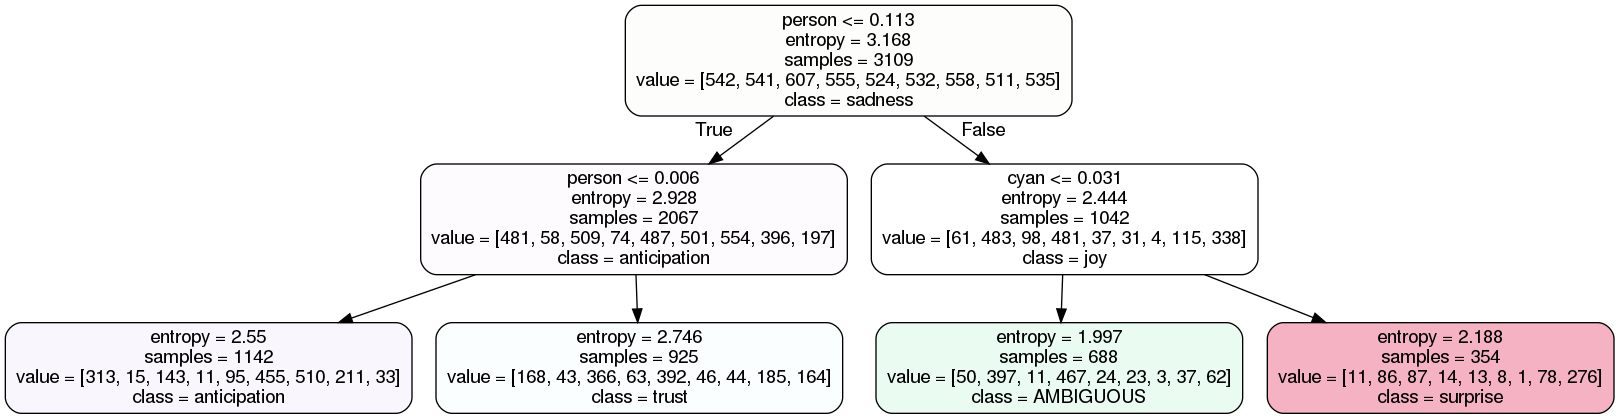 person <= 0.113
entropy = 3.168
samples = 3109
value = [542, 541, 607, 555, 524, 532, 558, 511, 535]
class = sadness
True
False
person <= 0.006
entropy = 2.928
samples = 2067
value = [481, 58, 509, 74, 487, 501, 554, 396, 197]
class = anticipation
cyan <= 0.031
entropy = 2.444
samples = 1042
value = [61, 483, 98, 481, 37, 31, 4, 115, 338]
class = joy
entropy = 2.55
samples = 1142
value = [313, 15, 143, 11, 95, 455, 510, 211, 33]
class = anticipation
entropy = 2.746
samples = 925
value = [168, 43, 366, 63, 392, 46, 44, 185, 164]
class = trust
entropy = 1.997
samples = 688
value = [50, 397, 11, 467, 24, 23, 3, 37, 62]
class = AMBIGUOUS
entropy = 2.188
samples = 354
value = [11, 86, 87, 14, 13, 8, 1, 78, 276]
class = surprise